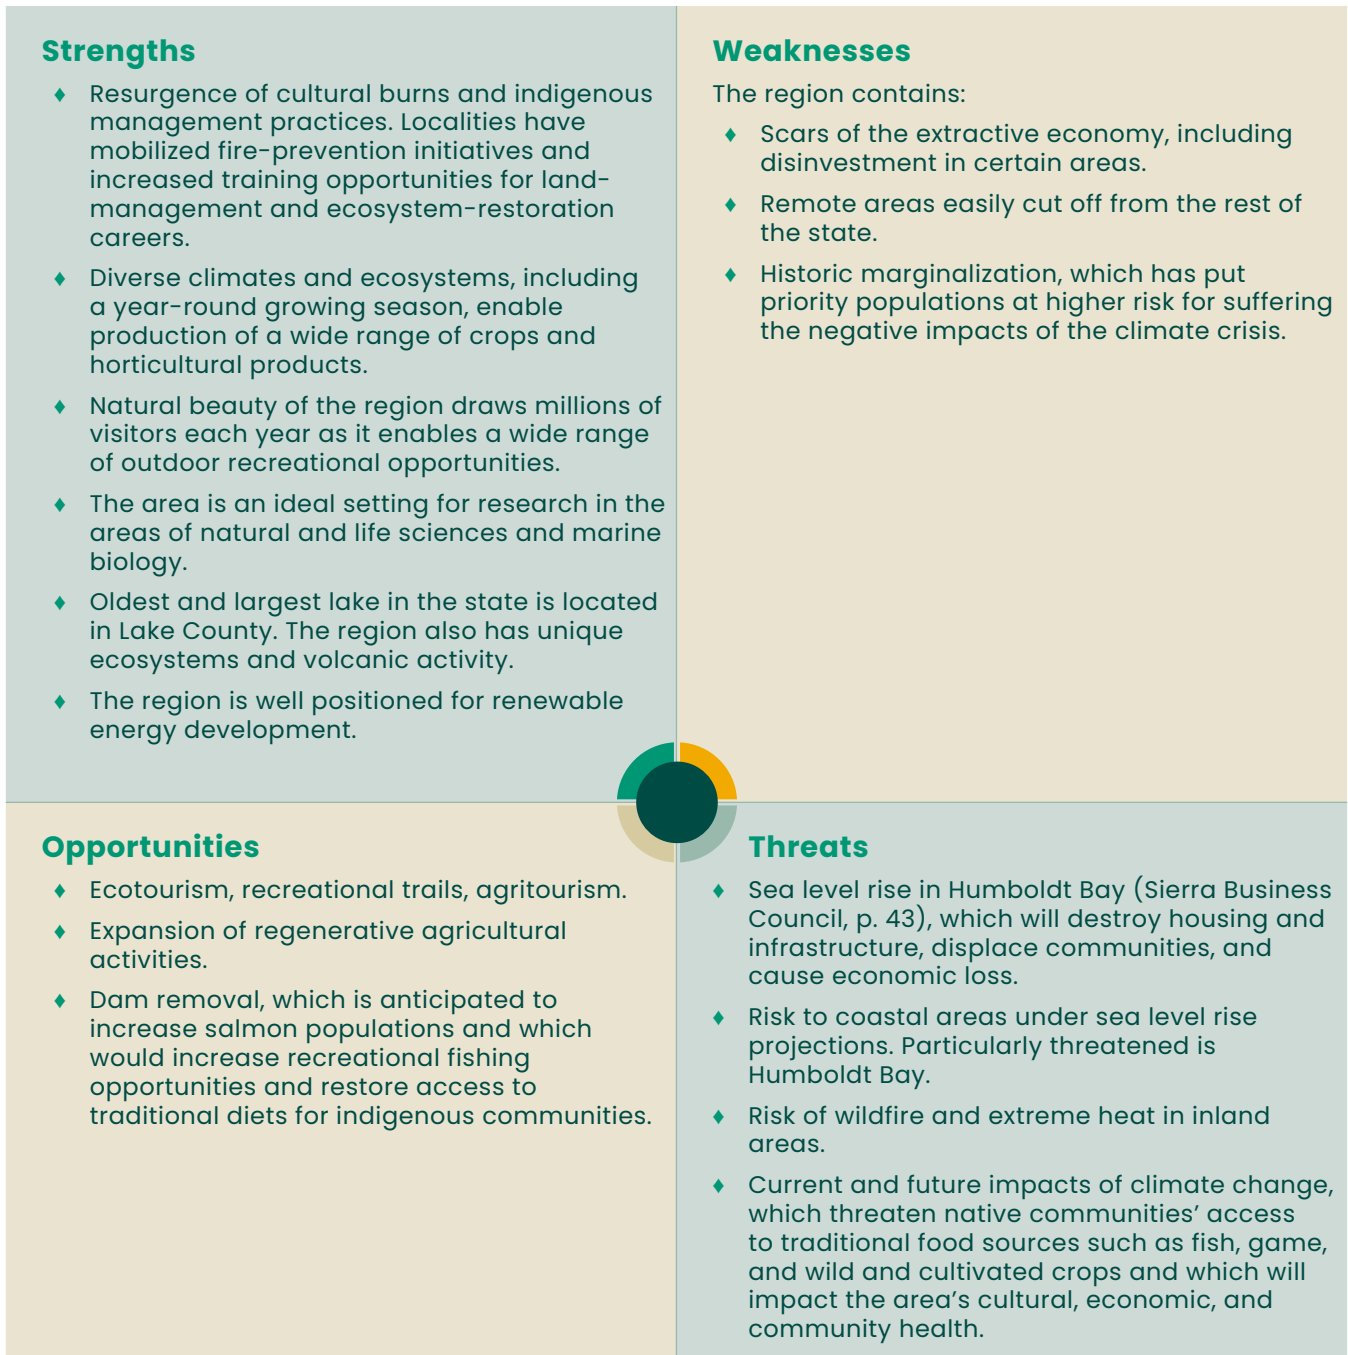 Strengths
♦ Resurgence of cultural burns and indigenous
management practices. Localities have
mobilized fire-prevention initiatives and
increased training opportunities for land-
management and ecosystem-restoration
careers.
♦ Diverse climates and ecosystems, including
a year-round growing season, enable
production of a wide range of crops and
horticultural products.
♦ Natural beauty of the region draws millions of
visitors each year as it enables a wide range
of outdoor recreational opportunities.
♦ The area is an ideal setting for research in the
areas of natural and life sciences and marine
biology.
♦ Oldest and largest lake in the state is located
in Lake County. The region also has unique
ecosystems and volcanic activity.
♦ The region is well positioned for renewable
energy development.
Weaknesses
The region contains:
♦ Scars of the extractive economy, including
disinvestment in certain areas.
♦ Remote areas easily cut off from the rest of
the state.
♦ Historic marginalization, which has put
priority populations at higher risk for suffering
the negative impacts of the climate crisis.
Opportunities
♦ Ecotourism, recreational trails, agritourism.
♦ Expansion of regenerative agricultural
activities.
♦ Dam removal, which is anticipated to
increase salmon populations and which
would increase recreational fishing
opportunities and restore access to
traditional diets for indigenous communities.
Threats
♦ Sea level rise in Humboldt Bay (Sierra Business
Council, p. 43), which will destroy housing and
infrastructure, displace communities, and
cause economic loss.
♦ Risk to coastal areas under sea level rise
projections. Particularly threatened is
Humboldt Bay.
♦ Risk of wildfire and extreme heat in inland
areas.
♦ Current and future impacts of climate change,
which threaten native communities’ access
to traditional food sources such as fish, game,
and wild and cultivated crops and which will
impact the area’s cultural, economic, and
community health.